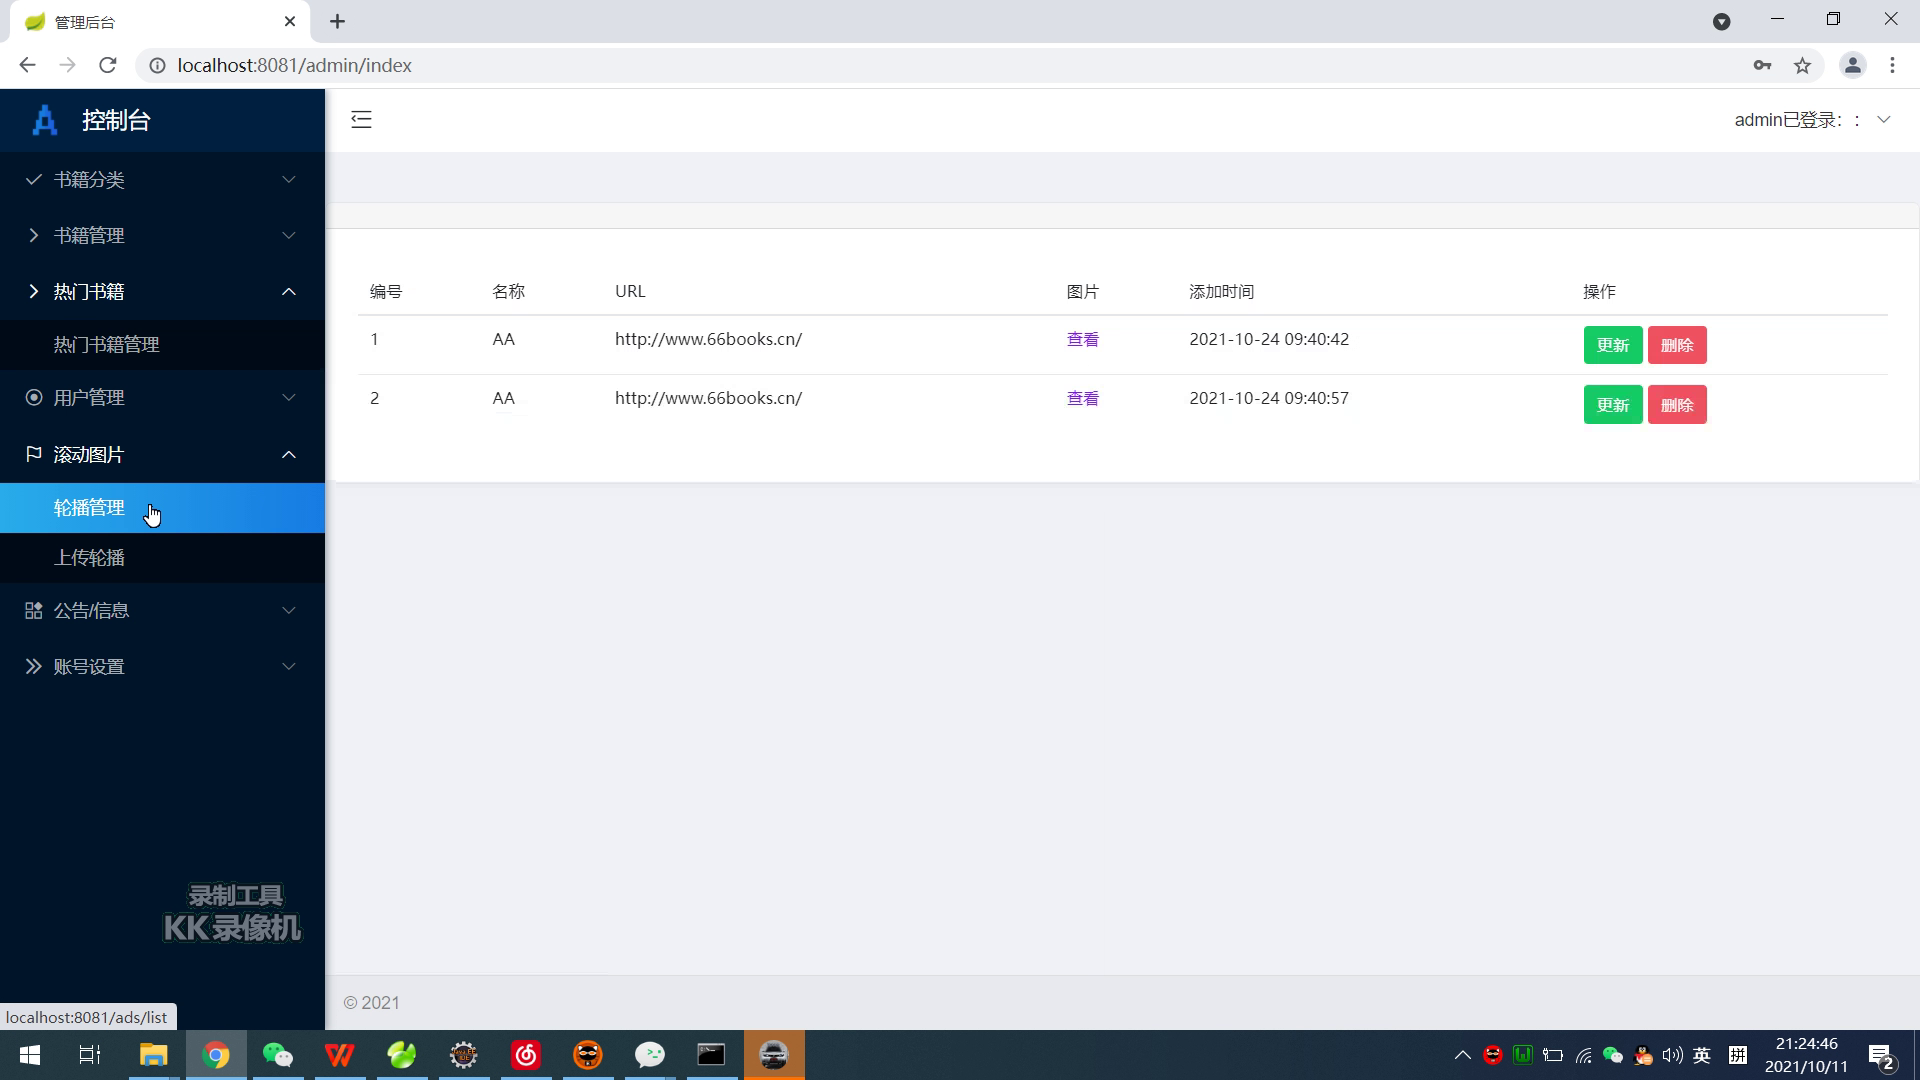 管理后台
localhost:8081/admin/index
控制台
admin已登录: :
书籍分类
书籍管理
热门书籍
热门书籍管理
用户管理
滚动图片
轮播管理
上传轮播
公告/信息
账号设置
编号 名称 URL 图片 添加时间 操作
1 AA http://www.66books.cn/ 查看 2021-10-24 09:40:42 更新 删除
2 AA http://www.66books.cn/ 查看 2021-10-24 09:40:57 更新 删除
录制工具
KK录像机
© 2021
localhost:8081/ads/list
英 拼
21:24:46
2021/10/11
2